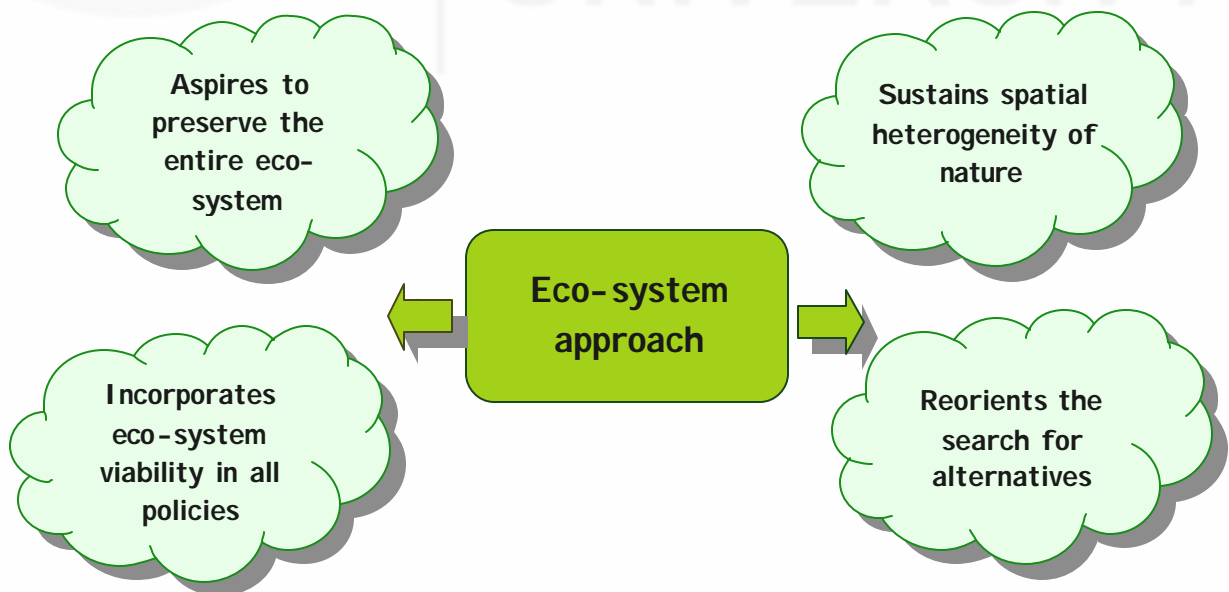 Aspires to
preserve the
entire eco-
system
Sustains spatial
heterogeneity of
nature
Eco-system
approach
Incorporates
eco-system
viability in all
policies
Reorients the
search for
alternatives